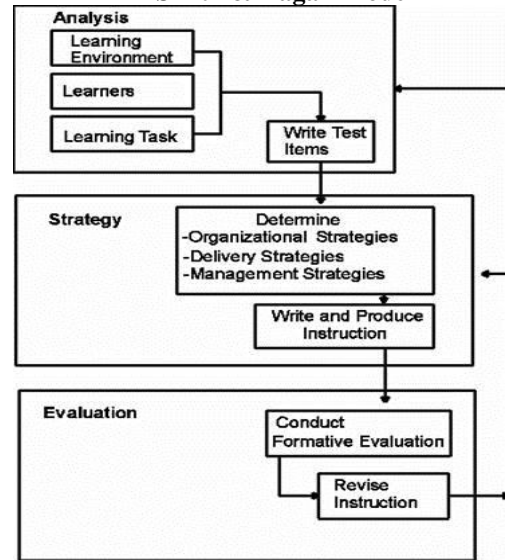 Analysis
Learning
Environment
Learners
Learning Task
Write Test
Items
Strategy
Determine
-Organizational Strategies
-Delivery Strategies
-Management Strategies
Write and Produce
Instruction
Evaluation
Conduct
Formative Evaluation
Revise
Instruction